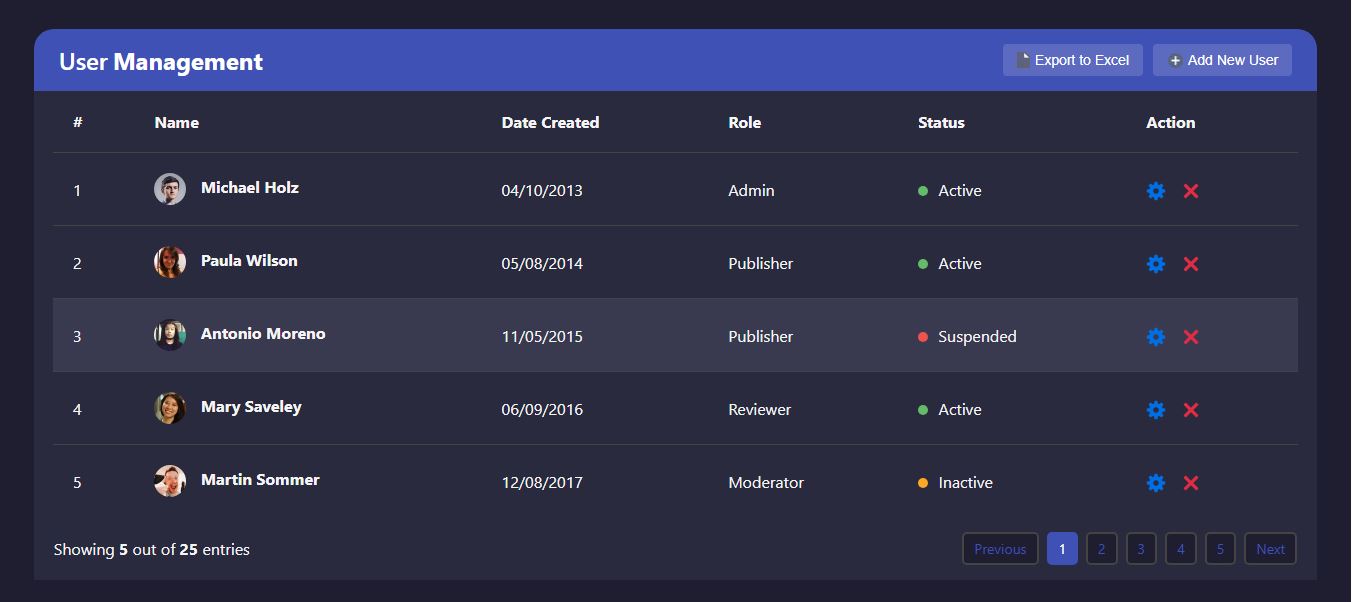 User Management
Export to Excel
Add New User
# Name Date Created Role Status Action
1 Michael Holz 04/10/2013 Admin Active
2 Paula Wilson 05/08/2014 Publisher Active
3 Antonio Moreno 11/05/2015 Publisher Suspended
4 Mary Saveley 06/09/2016 Reviewer Active
5 Martin Sommer 12/08/2017 Moderator Inactive
Showing 5 out of 25 entries
Previous 1 2 3 4 5 Next